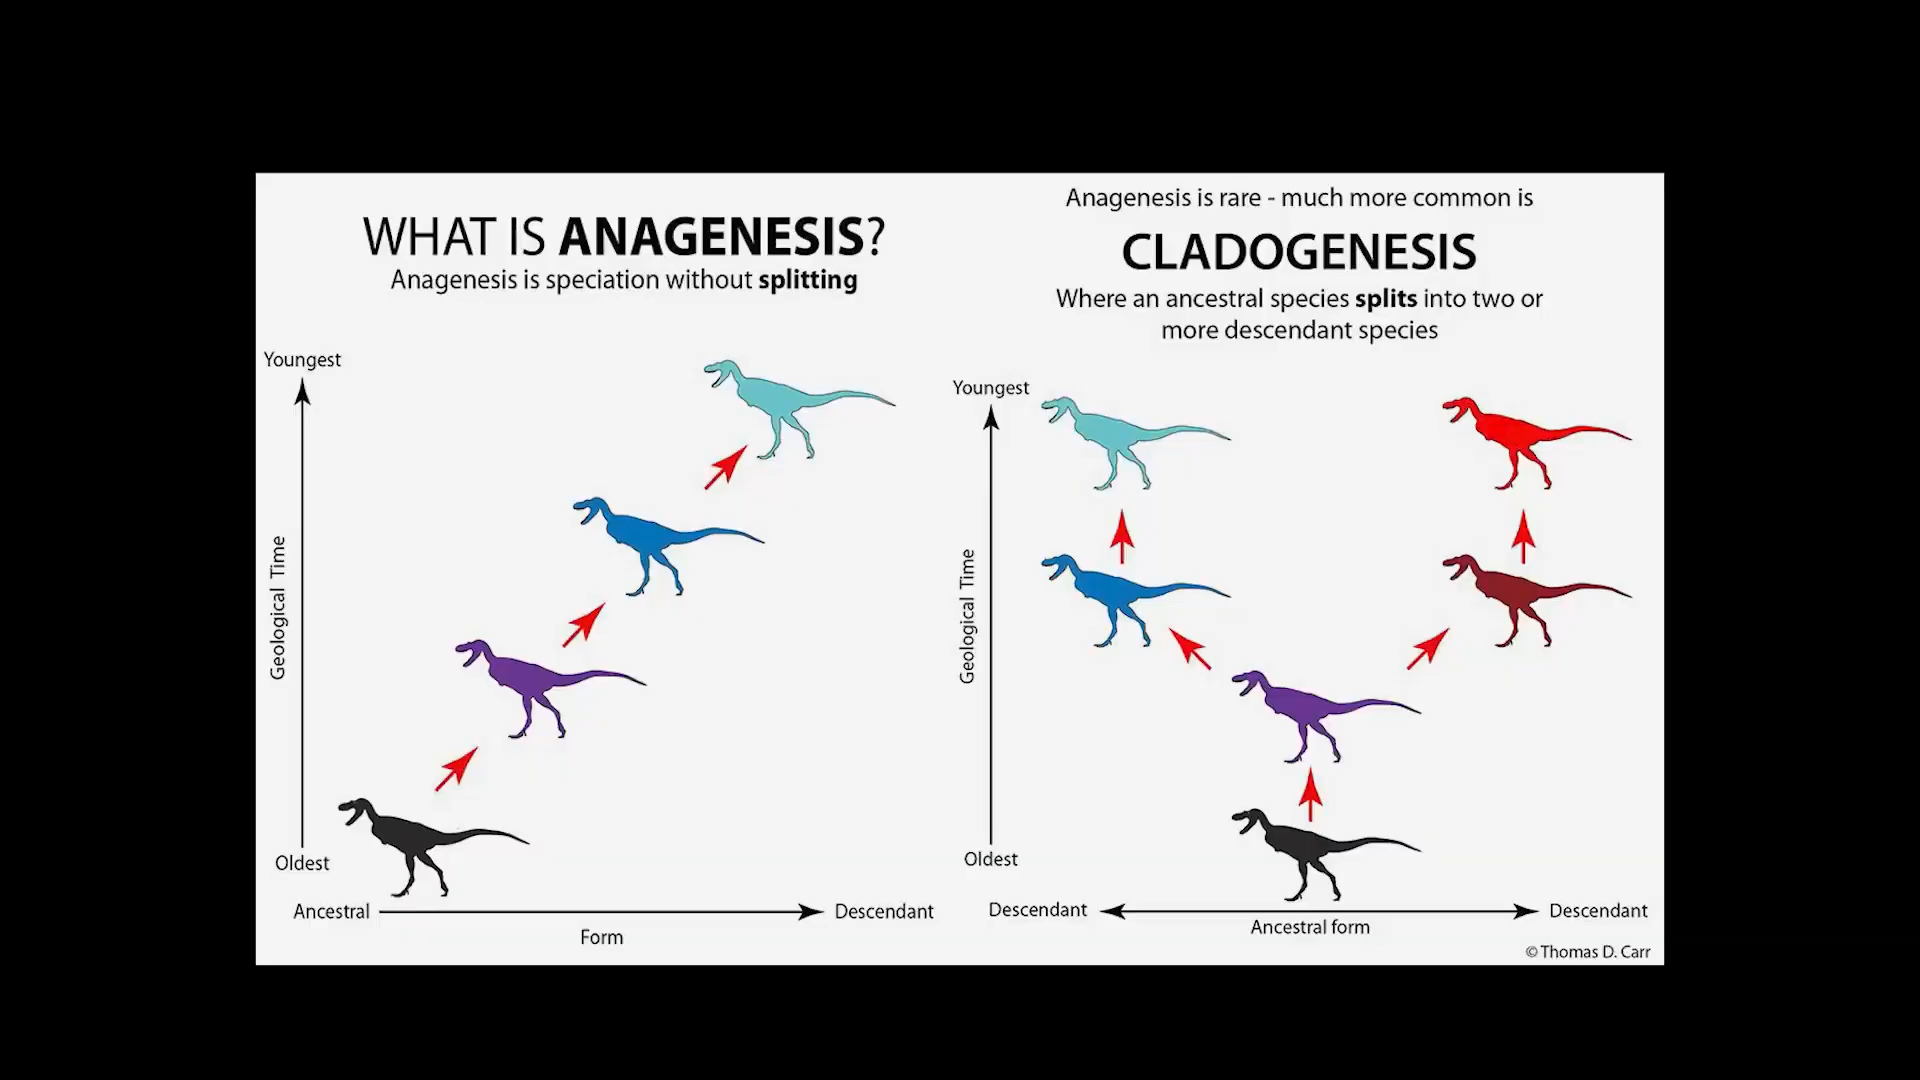 WHAT IS ANAGENESIS?
Anagenesis is speciation without splitting
Youngest
Geological Time
Oldest
Ancestral
Descendant
Form
Anagenesis is rare - much more common is
CLADOGENESIS
Where an ancestral species splits into two or
more descendant species
Youngest
Geological Time
Oldest
Descendant
Ancestral form
Descendant
© Thomas D. Carr